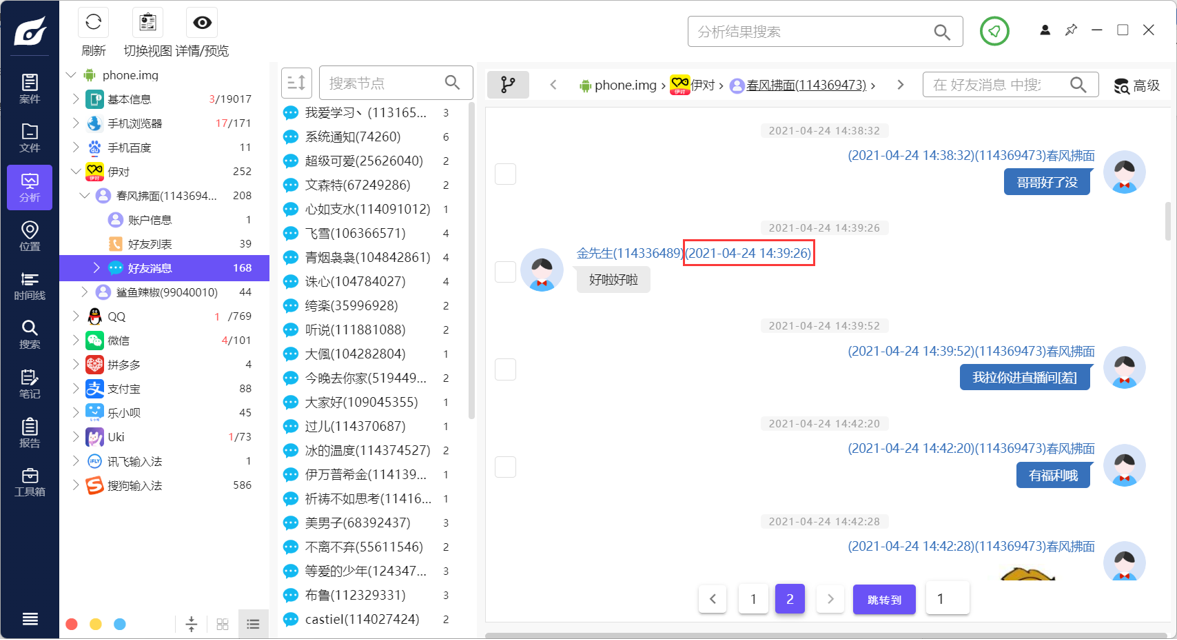 刷新
切换视图
详情/预览
分析结果搜索
案件
文件
分析
位置
时间线
搜索
笔记
报告
工具箱
phone.img
基本信息 3/19017
手机浏览器 17/171
手机百度 11
伊对 252
春风拂面(1143694... 208
账户信息 1
好友列表 39
好友消息 168
鲨鱼辣椒(99040010) 44
QQ 1 /769
微信 4/101
拼多多 4
支付宝 88
乐小呗 45
Uki 1/73
讯飞输入法 1
搜狗输入法 586
搜索节点
我爱学习丶(113165... 3
系统通知(74260) 6
超级可爱(25626040) 2
文森特(67249286) 2
心如支水(114091012) 1
飞雪(106366571) 4
青烟袅袅(104842861) 4
诛心(104784027) 4
绔楽(35996928) 2
听说(111881088) 2
大偑(104282804) 1
今晚去你家(519449... 2
大家好(109045355) 1
过儿(114370687) 1
冰的温度(114374527) 2
伊万普希金(114139... 1
祈祷不如思考(11416... 1
美男子(68392437) 3
不离不弃(55611546) 2
等爱的少年(124347... 3
布鲁(112329331) 3
castiel(114027424) 2
phone.img › 伊对 › 春风拂面(114369473) ›
在 好友消息 中搜
高级
2021-04-24 14:38:32
(2021-04-24 14:38:32)(114369473)春风拂面
哥哥好了没
2021-04-24 14:39:26
金先生(114336489)(2021-04-24 14:39:26)
好啦好啦
2021-04-24 14:39:52
(2021-04-24 14:39:52)(114369473)春风拂面
我拉你进直播间[羞]
2021-04-24 14:42:20
(2021-04-24 14:42:20)(114369473)春风拂面
有福利哦
2021-04-24 14:42:28
(2021-04-24 14:42:28)(114369473)春风拂面
1 2 跳转到 1